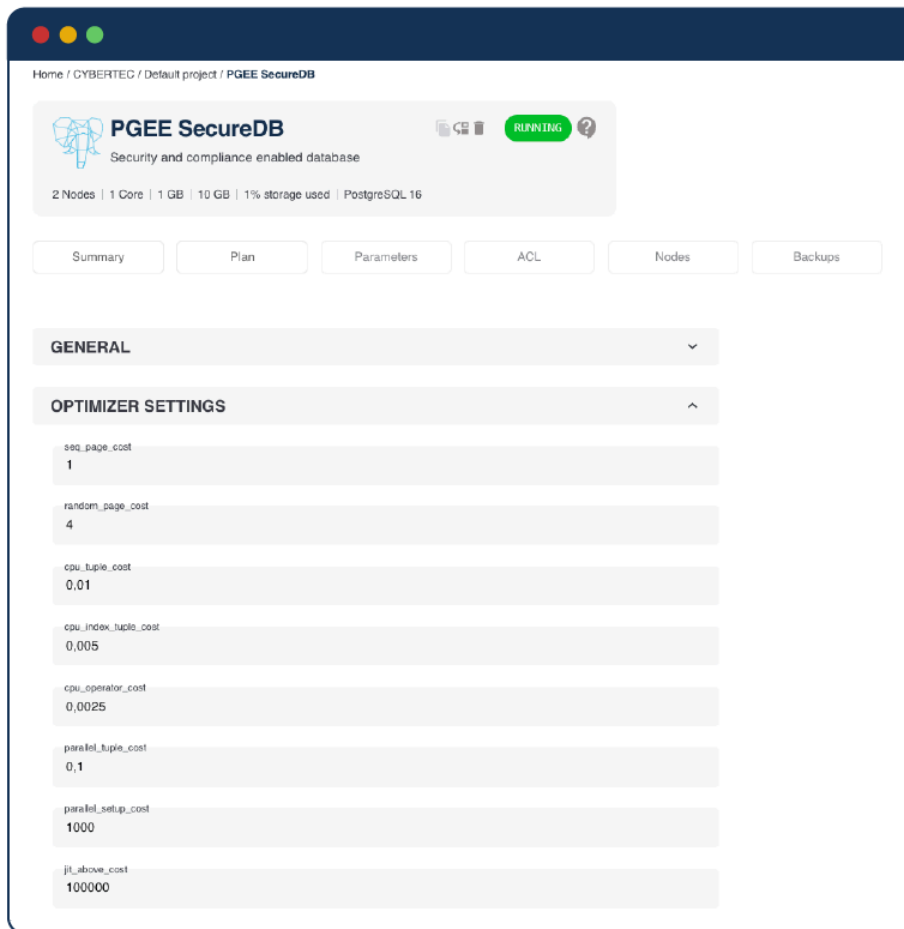 Home / CYBERTEC / Default project / PGEE SecureDB
PGEE SecureDB
RUNNING
Security and compliance enabled database
2 Nodes | 1 Core | 1 GB | 10 GB | 1% storage used | PostgreSQL 16
Summary Plan Parameters ACL Nodes Backups
GENERAL
OPTIMIZER SETTINGS
seq_page_cost
1
random_page_cost
4
cpu_tuple_cost
0,01
cpu_index_tuple_cost
0,005
cpu_operator_cost
0,0025
parallel_tuple_cost
0,1
parallel_setup_cost
1000
jit_above_cost
100000